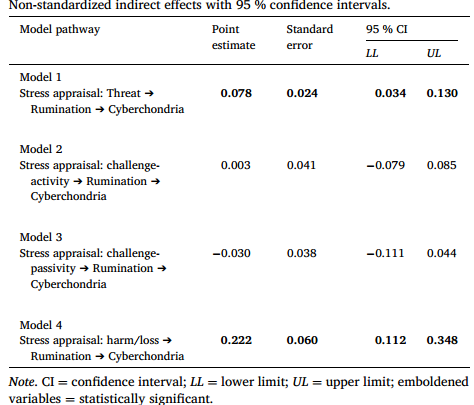 Non-standardized indirect effects with 95 % confidence intervals.
Model pathway Point estimate Standard error 95 % CI
LL UL
Model 1
Stress appraisal: Threat ➔ 0.078 0.024 0.034 0.130
Rumination ➔ Cyberchondria
Model 2
Stress appraisal: challenge- 0.003 0.041 −0.079 0.085
activity ➔ Rumination ➔
Cyberchondria
Model 3
Stress appraisal: challenge- −0.030 0.038 −0.111 0.044
passivity ➔ Rumination ➔
Cyberchondria
Model 4
Stress appraisal: harm/loss ➔ 0.222 0.060 0.112 0.348
Rumination ➔ Cyberchondria
Note. CI = confidence interval; LL = lower limit; UL = upper limit; emboldened
variables = statistically significant.